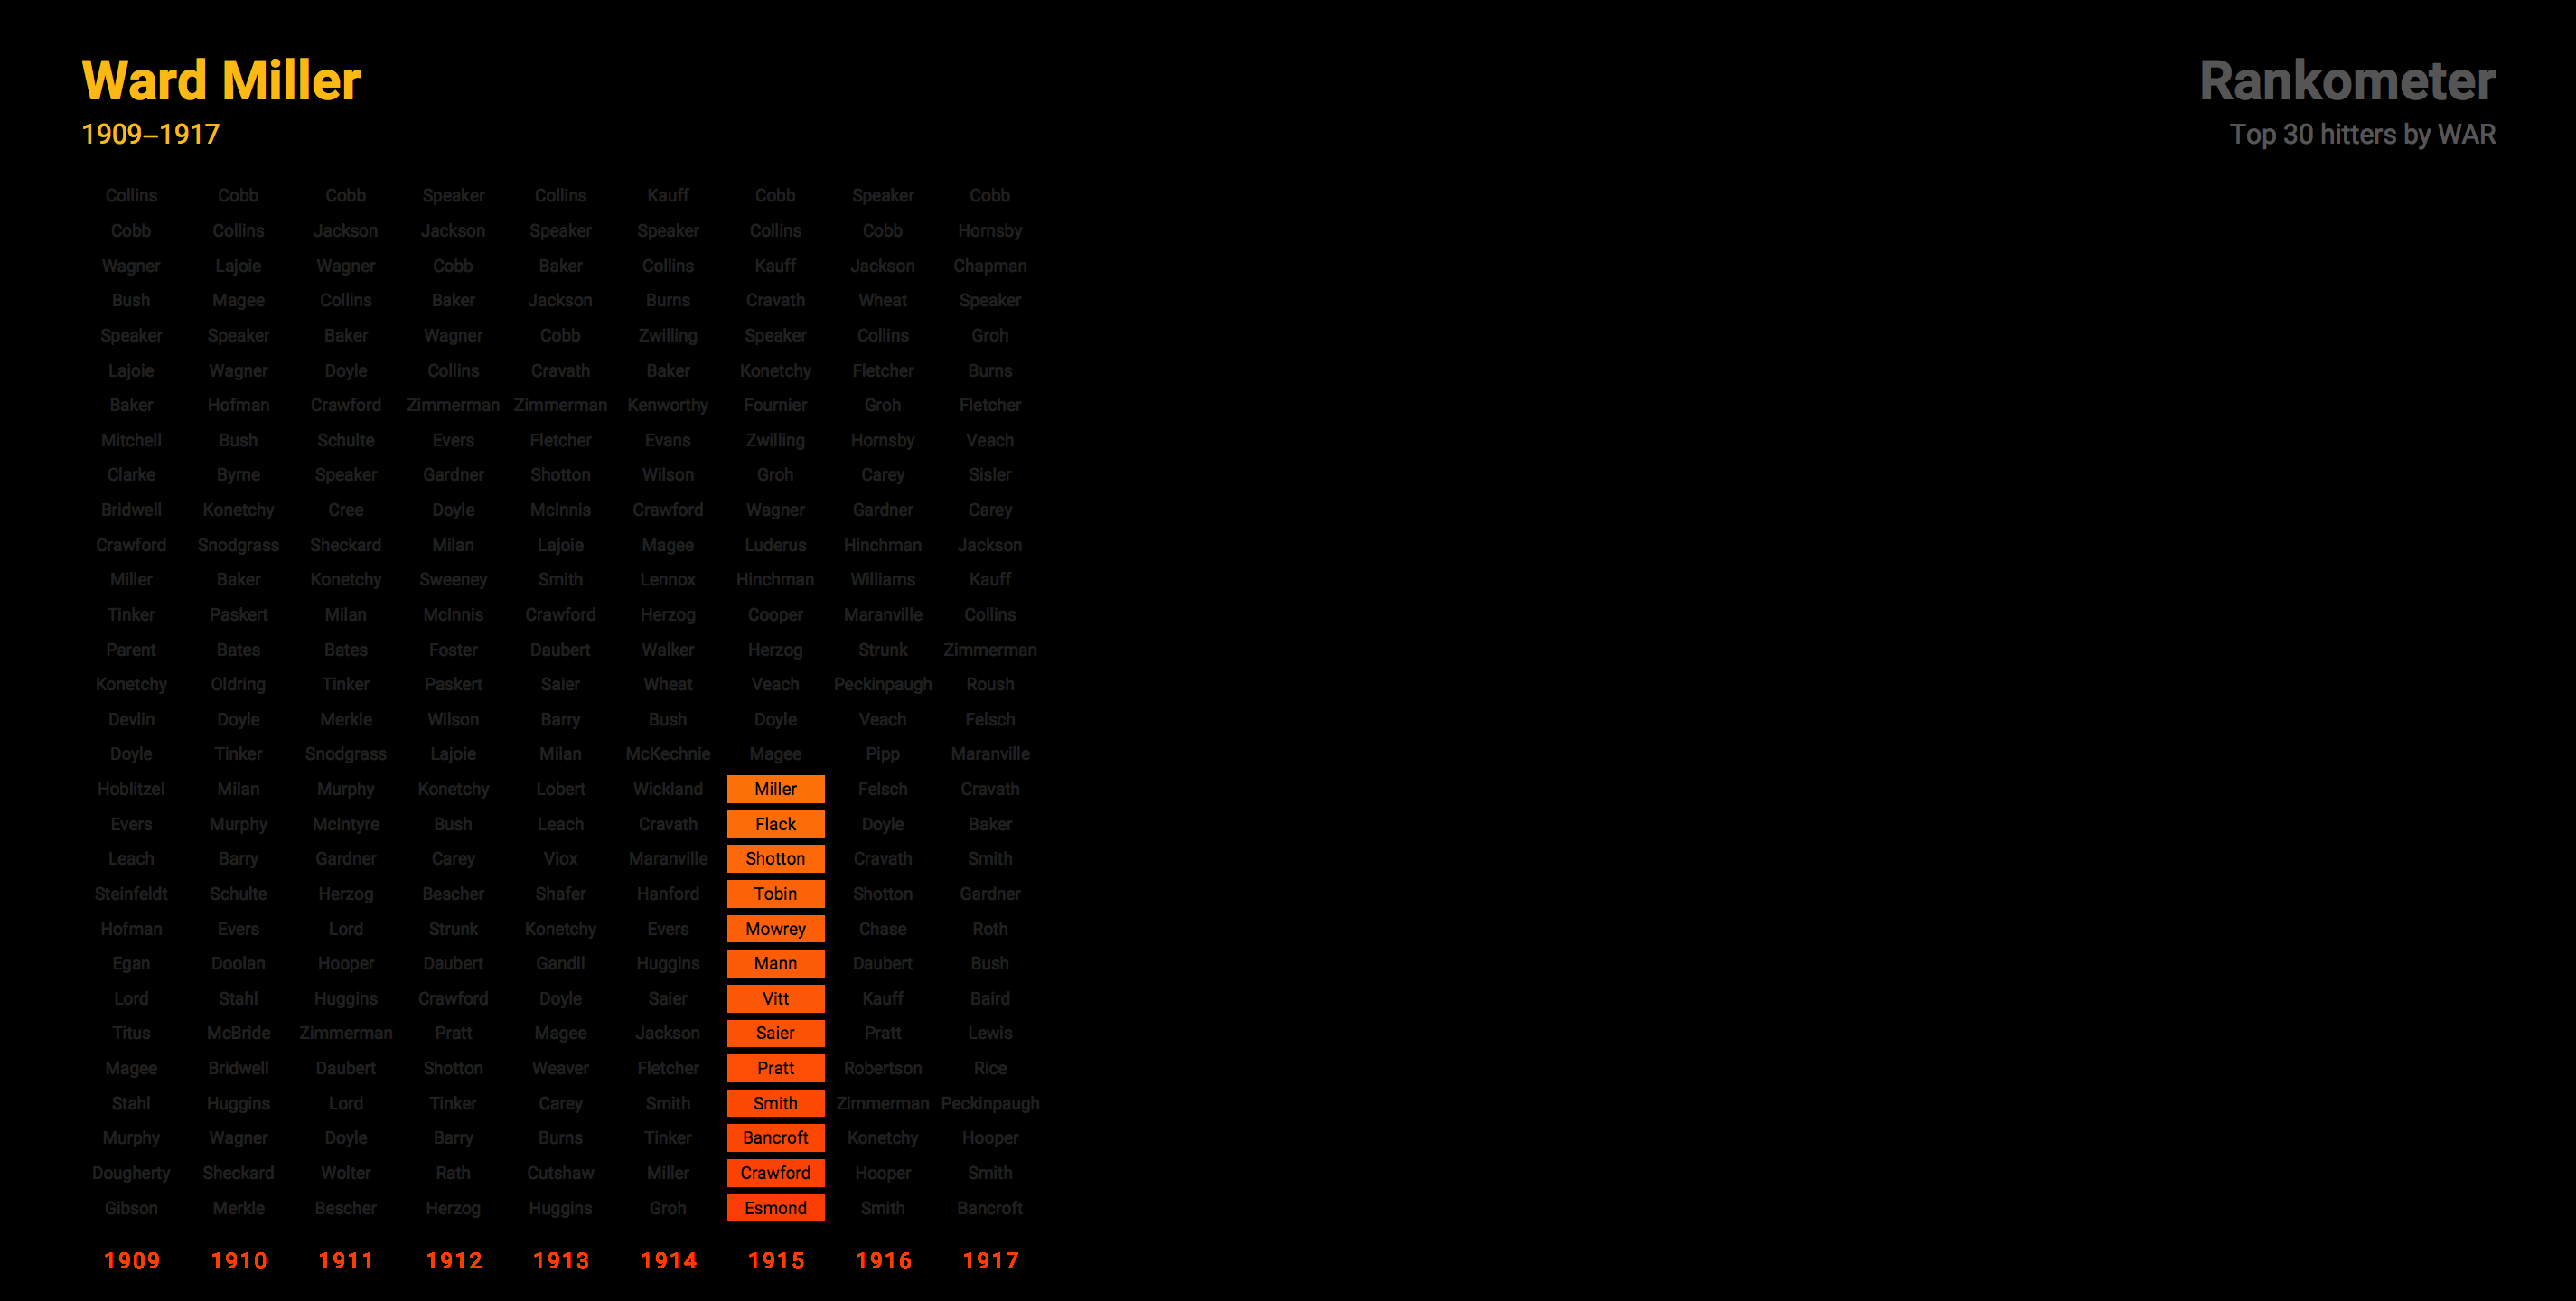 Ward Miller
1909–1917
Rankometer
Top 30 hitters by WAR
Collins Cobb Cobb Speaker Collins Kauff Cobb Speaker Cobb
Cobb Collins Jackson Jackson Speaker Speaker Collins Cobb Hornsby
Wagner Lajoie Wagner Cobb Baker Collins Kauff Jackson Chapman
Bush Magee Collins Baker Jackson Burns Cravath Wheat Speaker
Speaker Speaker Baker Wagner Cobb Zwilling Speaker Collins Groh
Lajoie Wagner Doyle Collins Cravath Baker Konetchy Fletcher Burns
Baker Hofman Crawford Zimmerman Zimmerman Kenworthy Fournier Groh Fletcher
Mitchell Bush Schulte Evers Fletcher Evans Zwilling Hornsby Veach
Clarke Byrne Speaker Gardner Shotton Wilson Groh Carey Sisler
Bridwell Konetchy Cree Doyle McInnis Crawford Wagner Gardner Carey
Crawford Snodgrass Sheckard Milan Lajoie Magee Luderus Hinchman Jackson
Miller Baker Konetchy Sweeney Smith Lennox Hinchman Williams Kauff
Tinker Paskert Milan McInnis Crawford Herzog Cooper Maranville Collins
Parent Bates Bates Foster Daubert Walker Herzog Strunk Zimmerman
Konetchy Oldring Tinker Paskert Saier Wheat Veach Peckinpaugh Roush
Devlin Doyle Merkle Wilson Barry Bush Doyle Veach Felsch
Doyle Tinker Snodgrass Lajoie Milan McKechnie Magee Pipp Maranville
Hoblitzel Milan Murphy Konetchy Lobert Wickland Miller Felsch Cravath
Evers Murphy McIntyre Bush Leach Cravath Flack Doyle Baker
Leach Barry Gardner Carey Viox Maranville Shotton Cravath Smith
Steinfeldt Schulte Herzog Bescher Shafer Hanford Tobin Shotton Gardner
Hofman Evers Lord Strunk Konetchy Evers Mowrey Chase Roth
Egan Doolan Hooper Daubert Gandil Huggins Mann Daubert Bush
Lord Stahl Huggins Crawford Doyle Saier Vitt Kauff Baird
Titus McBride Zimmerman Pratt Magee Jackson Saier Pratt Lewis
Magee Bridwell Daubert Shotton Weaver Fletcher Pratt Robertson Rice
Stahl Huggins Lord Tinker Carey Smith Smith Zimmerman Peckinpaugh
Murphy Wagner Doyle Barry Burns Tinker Bancroft Konetchy Hooper
Dougherty Sheckard Wolter Rath Cutshaw Miller Crawford Hooper Smith
Gibson Merkle Bescher Herzog Huggins Groh Esmond Smith Bancroft
1909 1910 1911 1912 1913 1914 1915 1916 1917